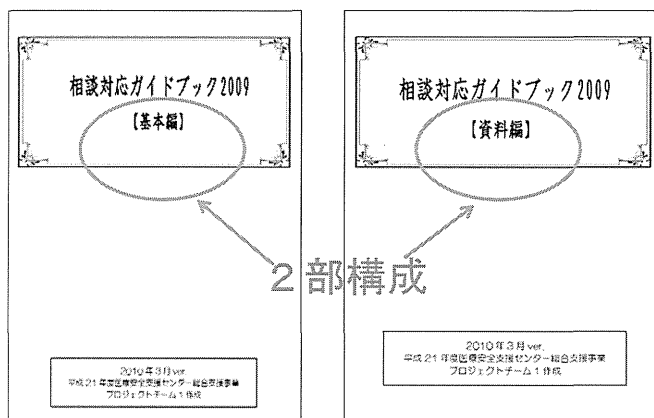 相談対応ガイドブック2009
【基本編】
相談対応ガイドブック2009
【資料編】
2部構成
2010年3月ver.
平成21年度医療安全支援センター総合支援事業
プロジェクトチーム1作成
2010年3月ver.
平成21年度医療安全支援センター総合支援事業
プロジェクトチーム1作成